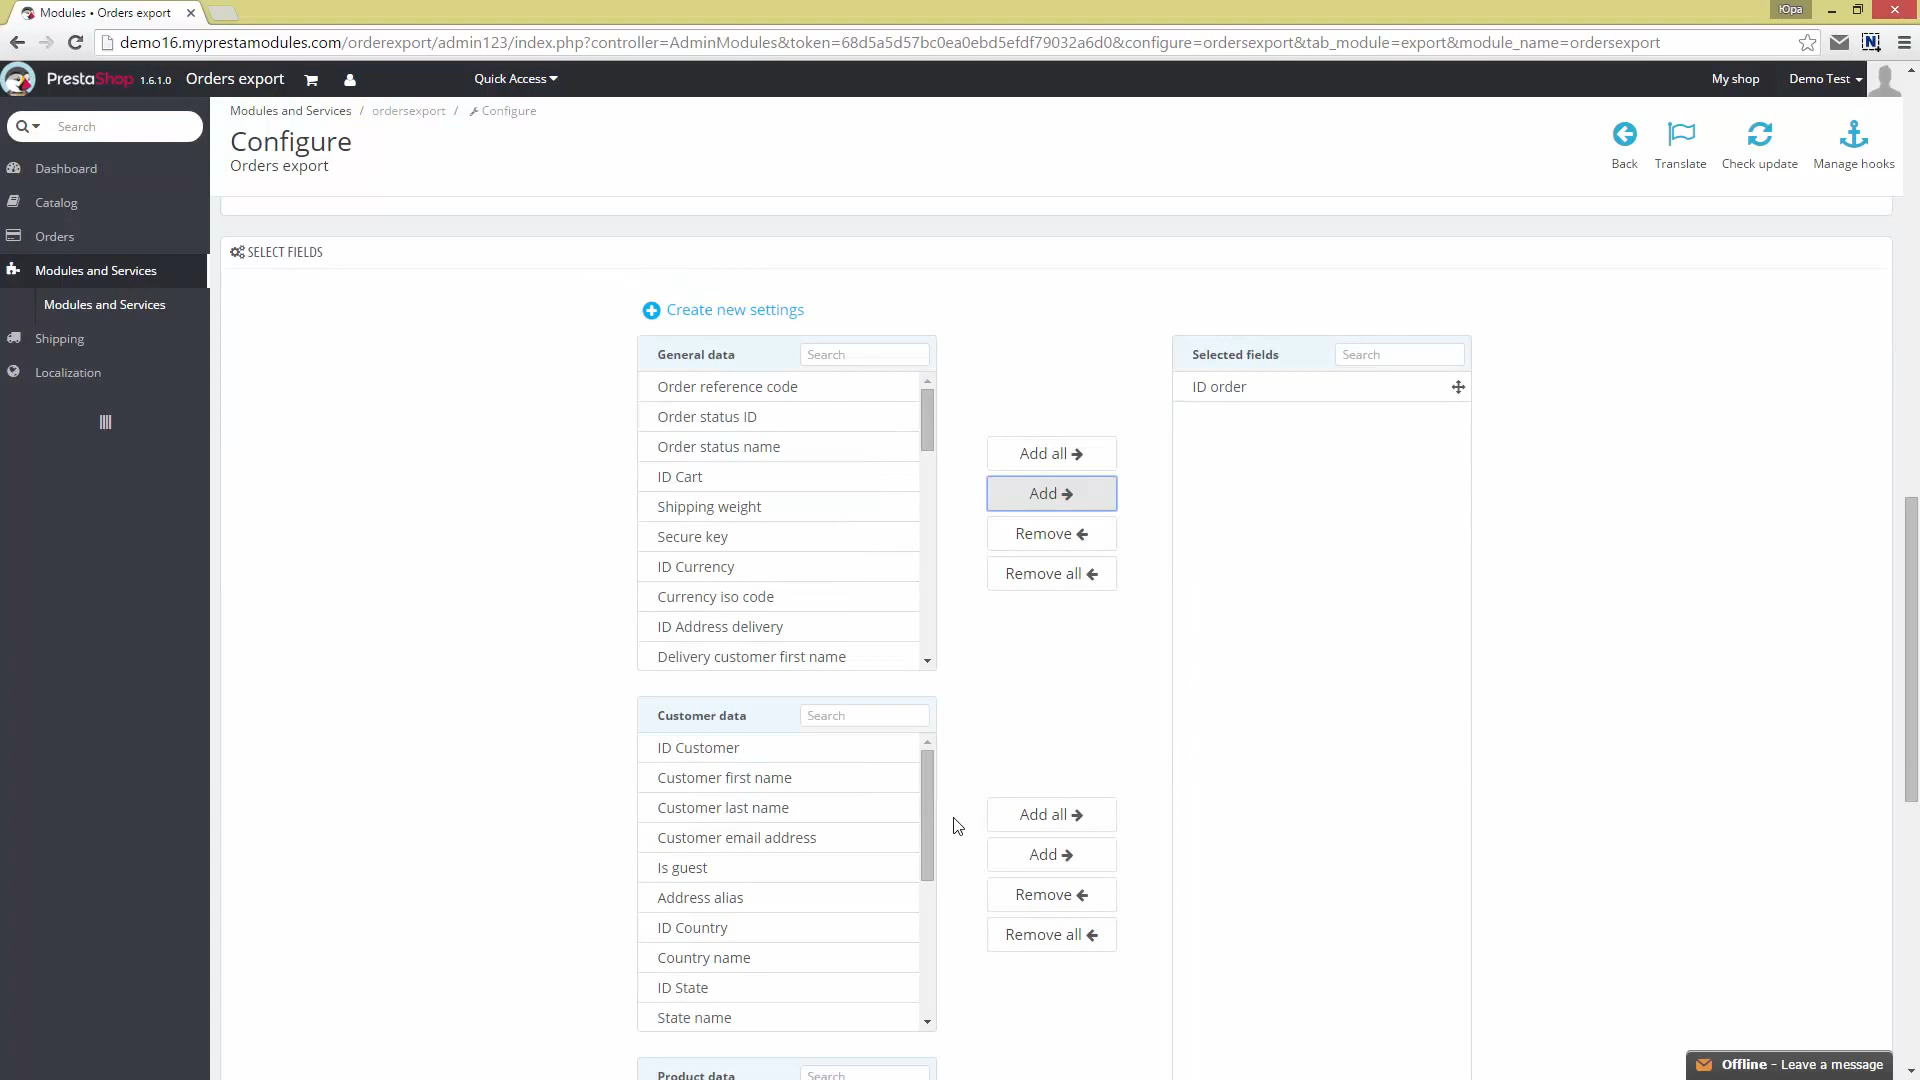 Modules • Orders export
Юра
demo16.myprestamodules.com/orderexport/admin123/index.php?controller=AdminModules&token=68d5a5d57bc0ea0ebd5efdf79032a6d0&configure=ordersexport&tab_module=export&module_name=ordersexport
PrestaShop 1.6.1.0 Orders export Quick Access My shop Demo Test
Search
Dashboard
Catalog
Orders
Modules and Services
Modules and Services
Shipping
Localization
Modules and Services / ordersexport / Configure
Configure
Orders export
Back Translate Check update Manage hooks
SELECT FIELDS
Create new settings
General data Search
Order reference code
Order status ID
Order status name
ID Cart
Shipping weight
Secure key
ID Currency
Currency iso code
ID Address delivery
Delivery customer first name
Add all
Add
Remove
Remove all
Selected fields Search
ID order
Customer data Search
ID Customer
Customer first name
Customer last name
Customer email address
Is guest
Address alias
ID Country
Country name
ID State
State name
Add all
Add
Remove
Remove all
Product data Search
Offline - Leave a message